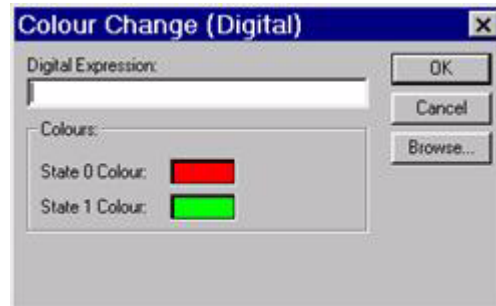 Colour Change (Digital)
Digital Expression:
OK
Cancel
Browse...
Colours:
State 0 Colour:
State 1 Colour: